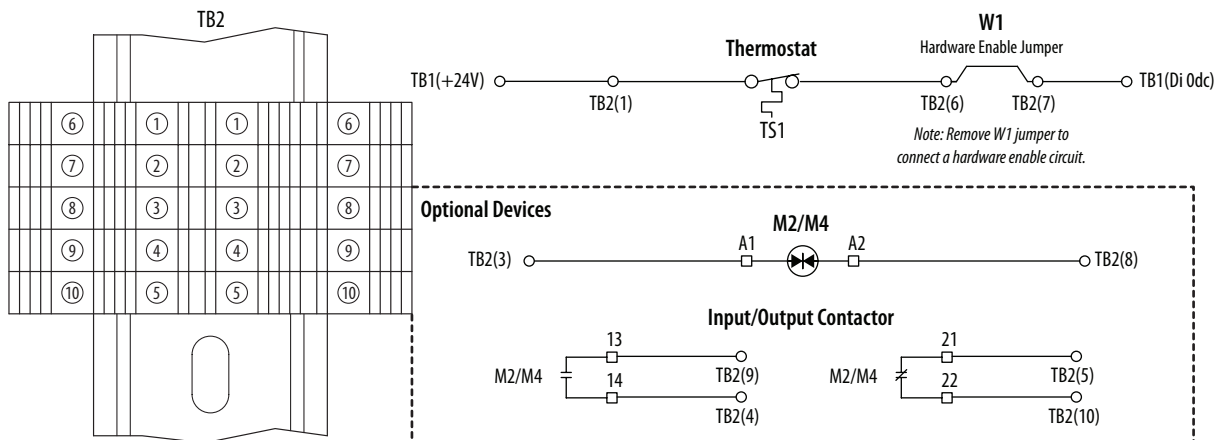 TB2
6 1 1 6
7 2 2 7
8 3 3 8
9 4 4 9
10 5 5 10
W1
Thermostat
Hardware Enable Jumper
TB1(+24V)
TB1(Di 0dc)
TB2(1)
TB2(6)
TB2(7)
TS1
Note: Remove W1 jumper to
connect a hardware enable circuit.
Optional Devices
M2/M4
A1
A2
TB2(3)
TB2(8)
Input/Output Contactor
13
21
M2/M4
TB2(9)
M2/M4
TB2(5)
14
22
TB2(4)
TB2(10)